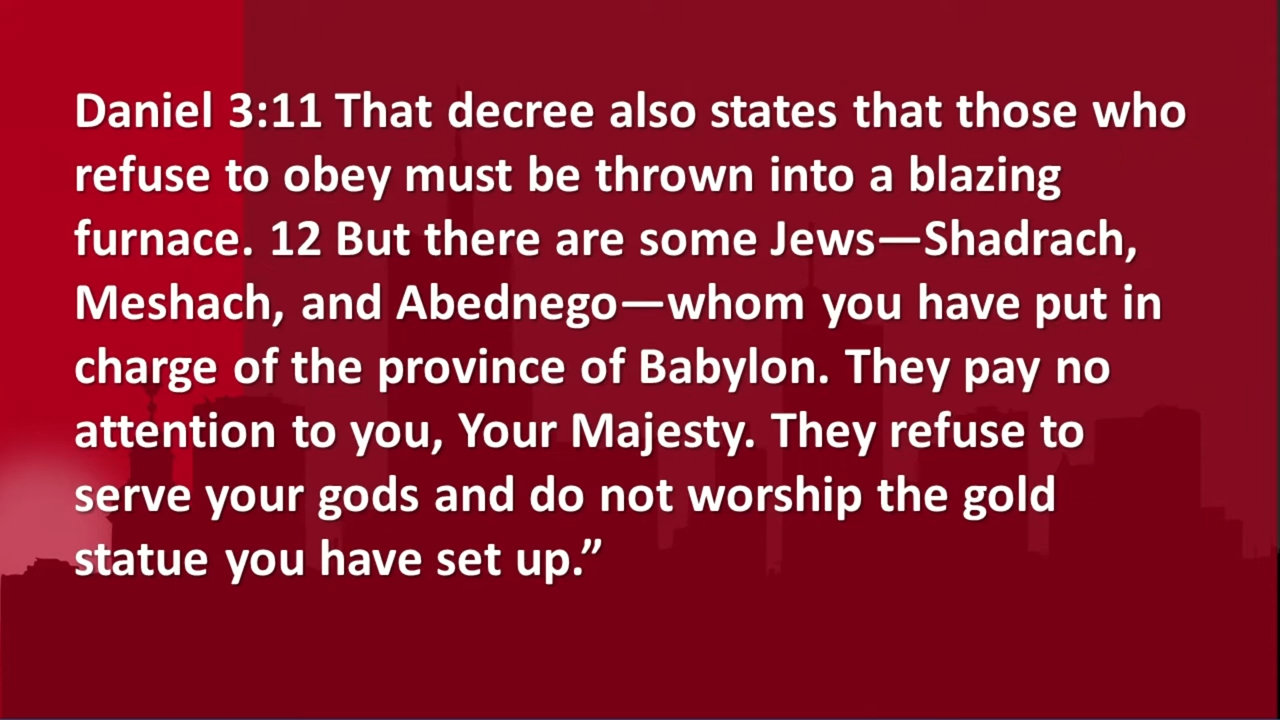 Daniel 3:11 That decree also states that those who
refuse to obey must be thrown into a blazing
furnace. 12 But there are some Jews—Shadrach,
Meshach, and Abednego—whom you have put in
charge of the province of Babylon. They pay no
attention to you, Your Majesty. They refuse to
serve your gods and do not worship the gold
statue you have set up.”